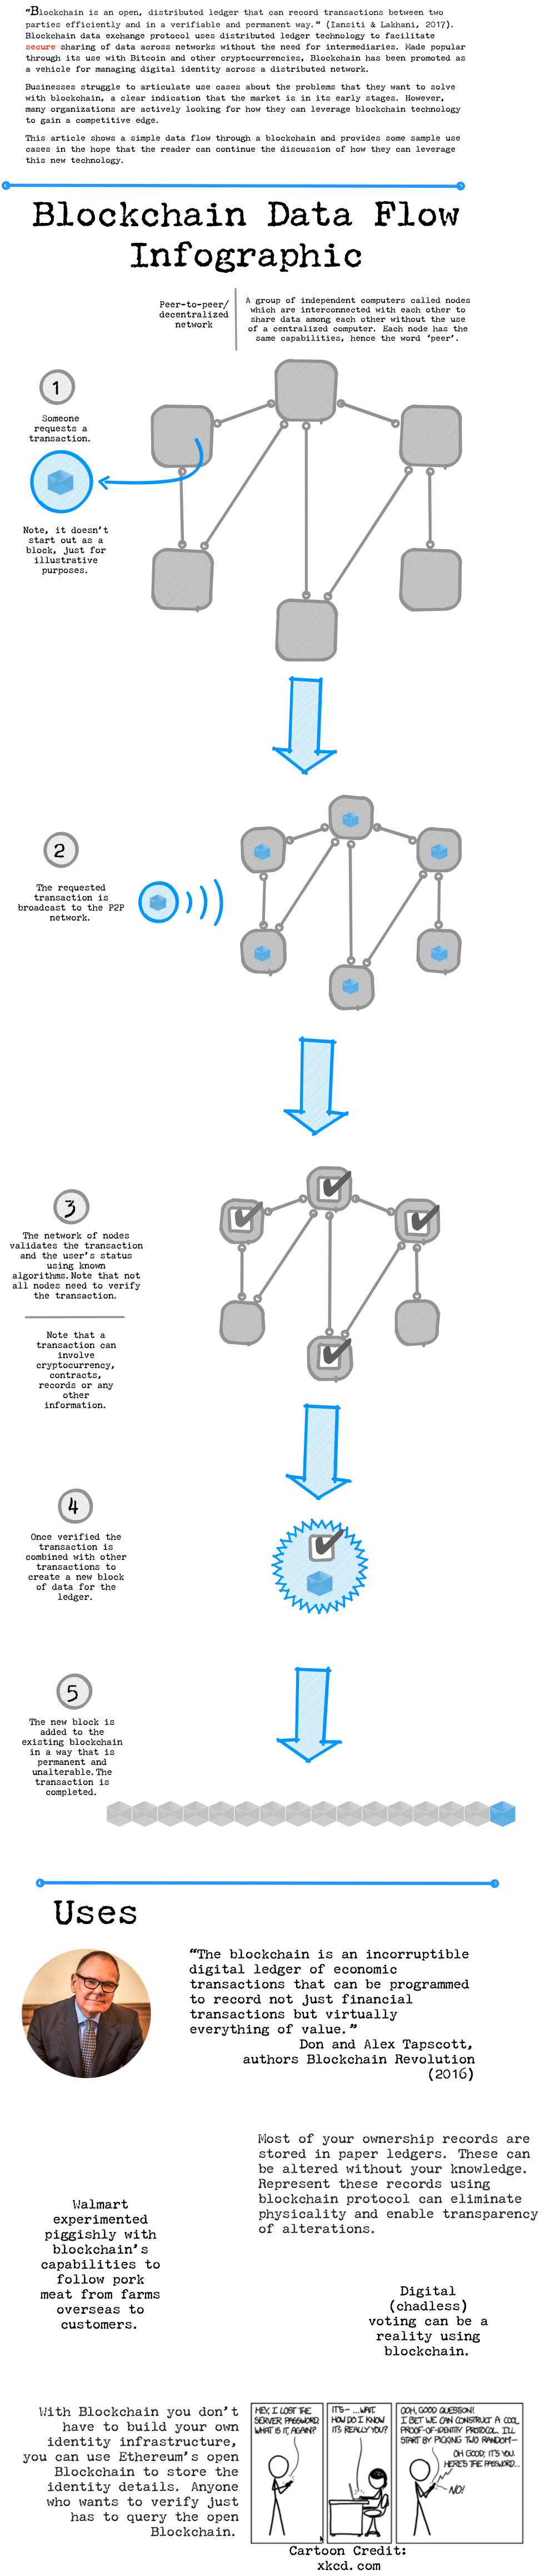 “Blockchain is an open, distributed ledger that can record transactions between two
parties efficiently and in a verifiable and permanent way.” (Iansiti & Lakhani, 2017).
Blockchain data exchange protocol uses distributed ledger technology to facilitate
secure sharing of data across networks without the need for intermediaries. Made popular
through its use with Bitcoin and other cryptocurrencies, Blockchain has been promoted as
a vehicle for managing digital identity across a distributed network.
Businesses struggle to articulate use cases about the problems that they want to solve
with blockchain, a clear indication that the market is in its early stages. However,
many organizations are actively looking for how they can leverage blockchain technology
to gain a competitive edge.
This article shows a simple data flow through a blockchain and provides some sample use
cases in the hope that the reader can continue the discussion of how they can leverage
this new technology.
Blockchain Data Flow
Infographic
Peer-to-peer/
decentralized
network
A group of independent computers called nodes
which are interconnected with each other to
share data among each other without the use
of a centralized computer. Each node has the
same capabilities, hence the word ‘peer’.
1
Someone
requests a
transaction.
Note, it doesn’t
start out as a
block, just for
illustrative
purposes.
2
The requested
transaction is
broadcast to the P2P
network.
3
The network of nodes
validates the transaction
and the user’s status
using known
algorithms. Note that not
all nodes need to verify
the transaction.
Note that a
transaction can
involve
cryptocurrency,
contracts,
records or any
other
information.
4
Once verified the
transaction is
combined with other
transactions to
create a new block
of data for the
ledger.
5
The new block is
added to the
existing blockchain
in a way that is
permanent and
unalterable. The
transaction is
completed.
Uses
“The blockchain is an incorruptible
digital ledger of economic
transactions that can be programmed
to record not just financial
transactions but virtually
everything of value.”
Don and Alex Tapscott,
authors Blockchain Revolution
(2016)
Most of your ownership records are
stored in paper ledgers. These can
be altered without your knowledge.
Represent these records using
blockchain protocol can eliminate
physicality and enable transparency
of alterations.
Walmart
experimented
piggishly with
blockchain’s
capabilities to
follow pork
meat from farms
overseas to
customers.
Digital
(chadless)
voting can be a
reality using
blockchain.
With Blockchain you don’t
have to build your own
identity infrastructure,
you can use Ethereum’s open
Blockchain to store the
identity details. Anyone
who wants to verify just
has to query the open
Blockchain.
HEY, I LOST THE
SERVER PASSWORD.
WHAT IS IT, AGAIN?
IT'S— ...WAIT.
HOW DO I KNOW
IT'S REALLY YOU?
OOH, GOOD QUESTION!
I BET WE CAN CONSTRUCT A COOL
PROOF-OF-IDENTITY PROTOCOL. I'LL
START BY PICKING TWO RANDOM—
OH GOOD; IT'S YOU.
HERE'S THE PASSWORD...
NO!
Cartoon Credit:
xkcd.com